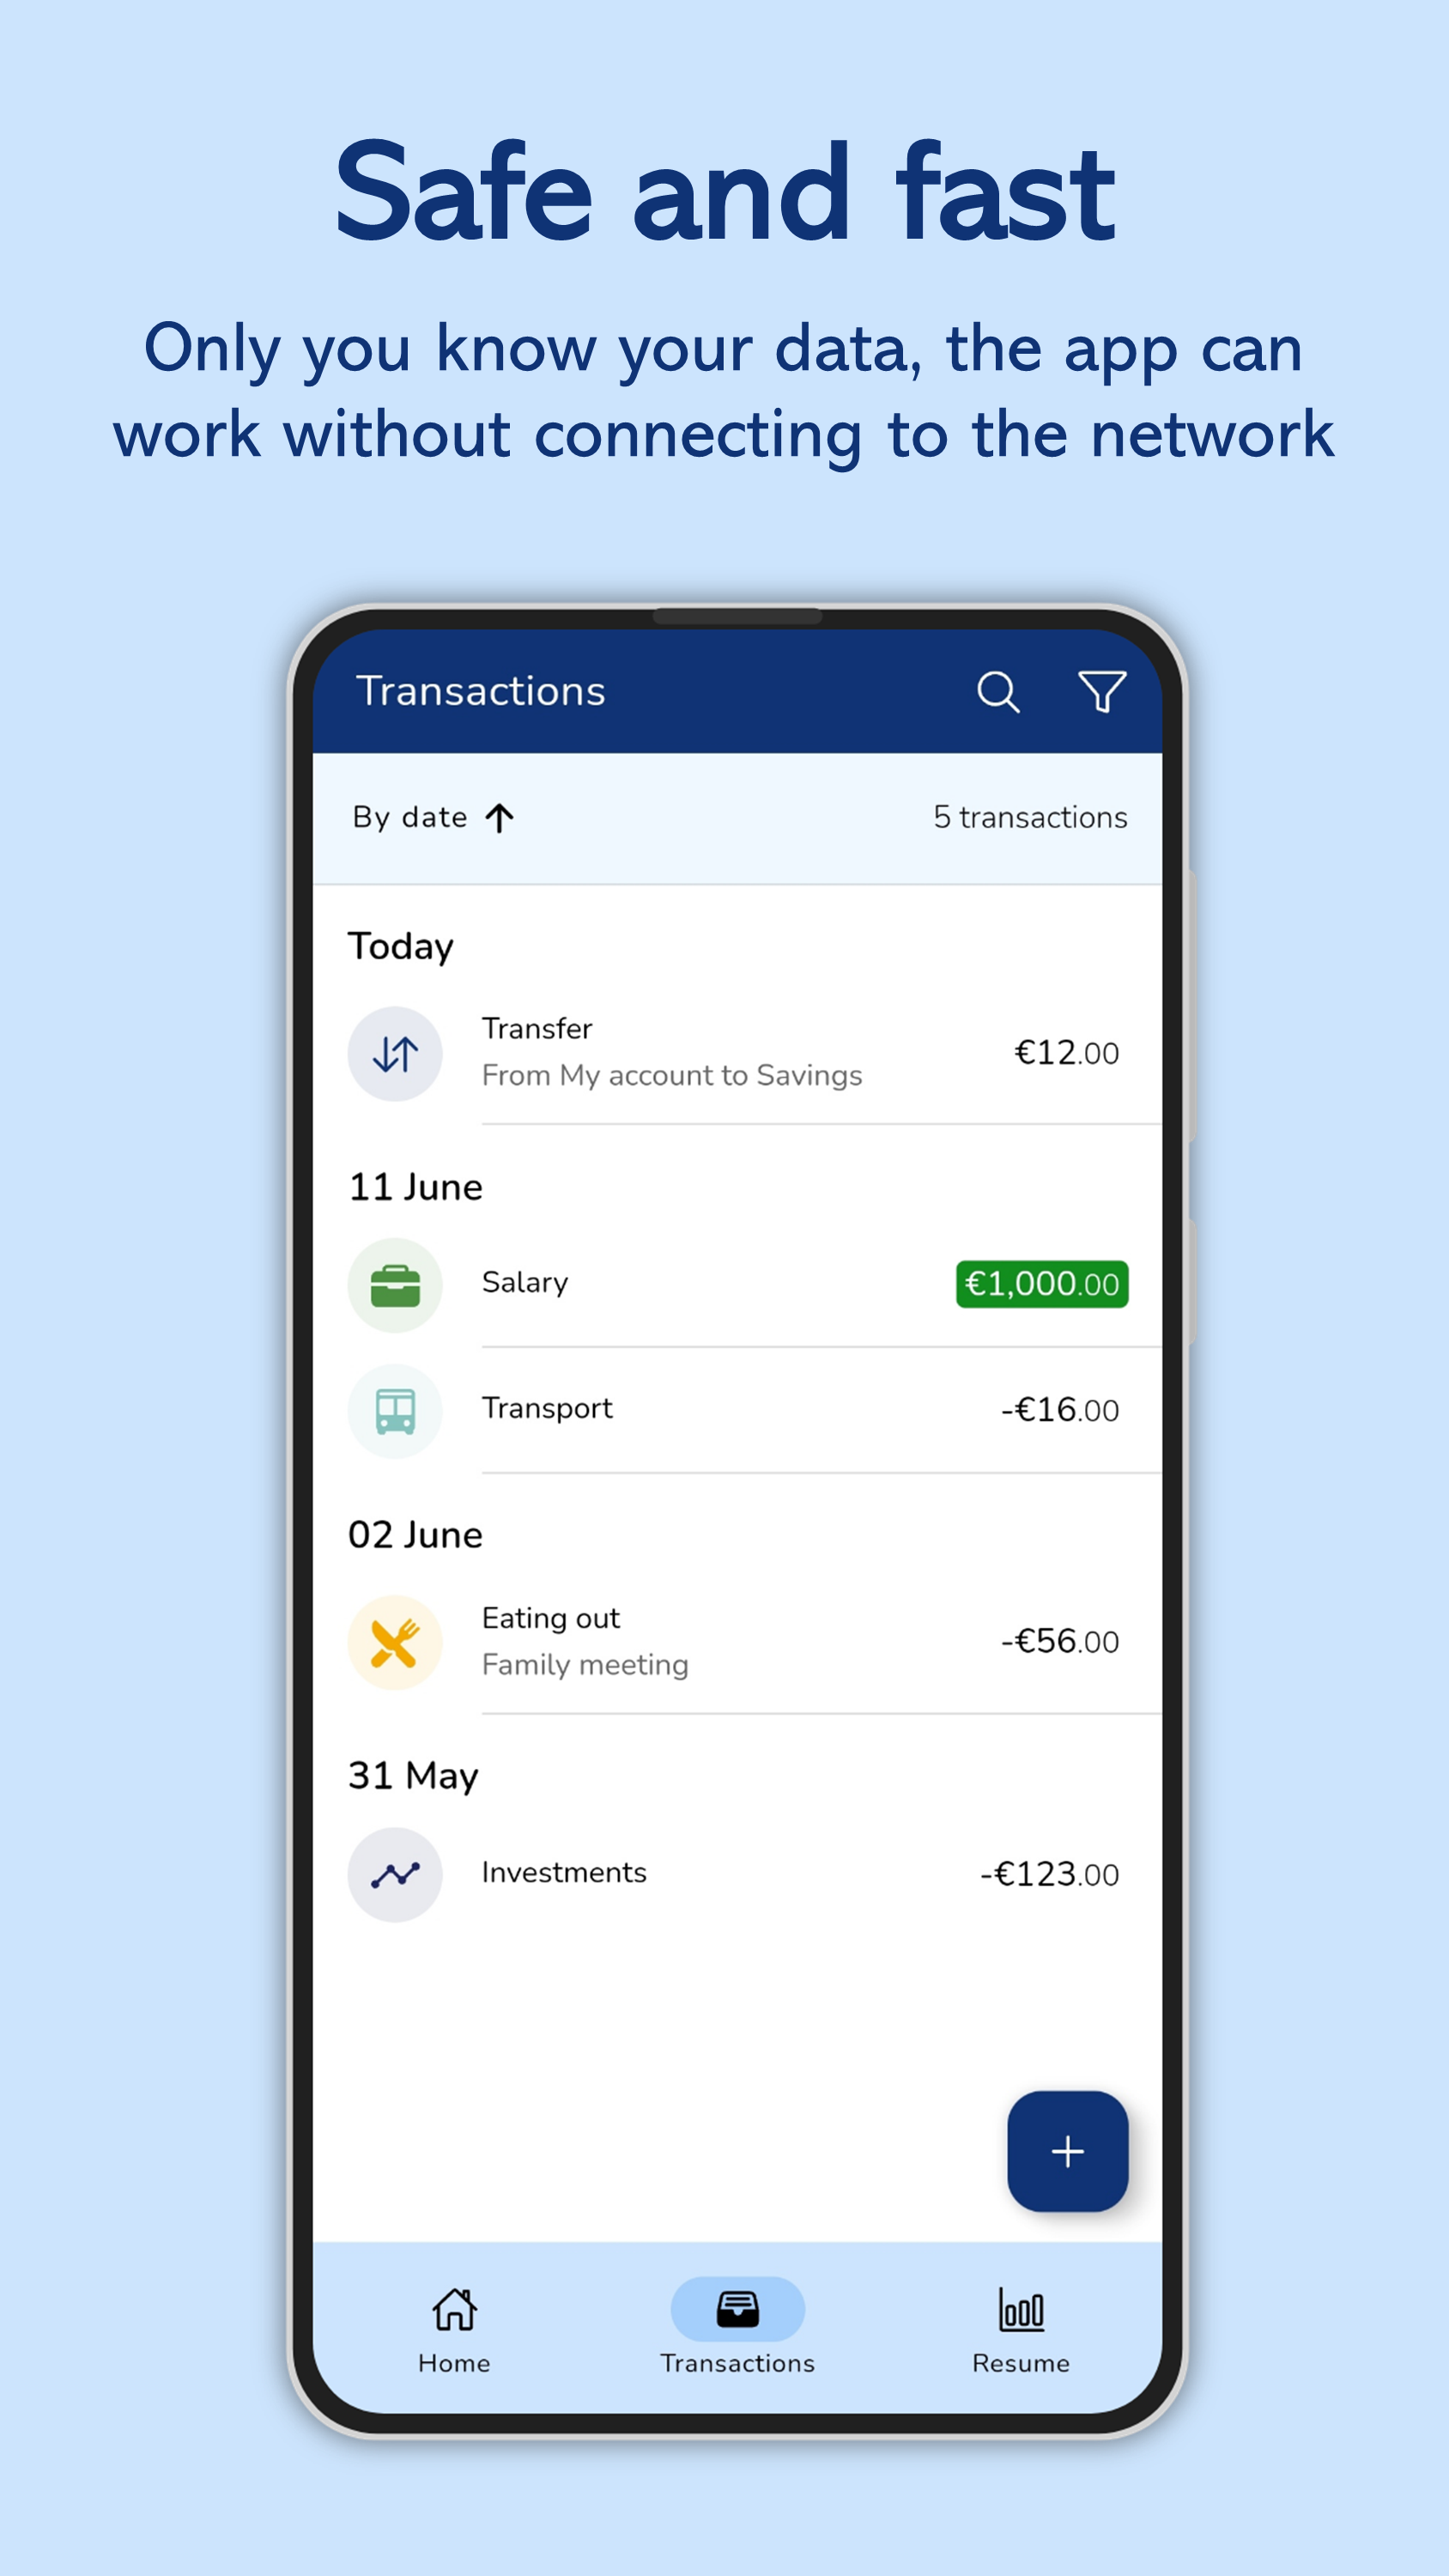 Safe and fast
Only you know your data, the app can
work without connecting to the network
Transactions
By date
5 transactions
Today
Transfer
From My account to Savings
€12.00
11 June
Salary
€1,000.00
Transport
-€16.00
02 June
Eating out
Family meeting
-€56.00
31 May
Investments
-€123.00
Home
Transactions
Resume